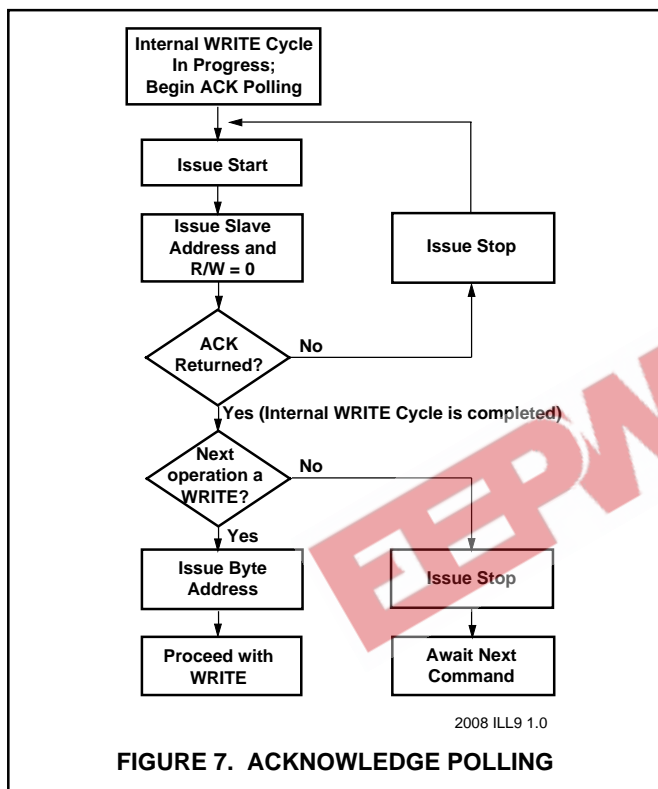 Internal WRITE Cycle
In Progress;
Begin ACK Polling
Issue Start
Issue Slave
Address and
R/W = 0
Issue Stop
ACK
Returned?
No
Yes (Internal WRITE Cycle is completed)
Next
operation a
WRITE?
No
Yes
Issue Byte
Address
Issue Stop
Proceed with
WRITE
Await Next
Command
2008 ILL9 1.0
FIGURE 7. ACKNOWLEDGE POLLING
EEPW